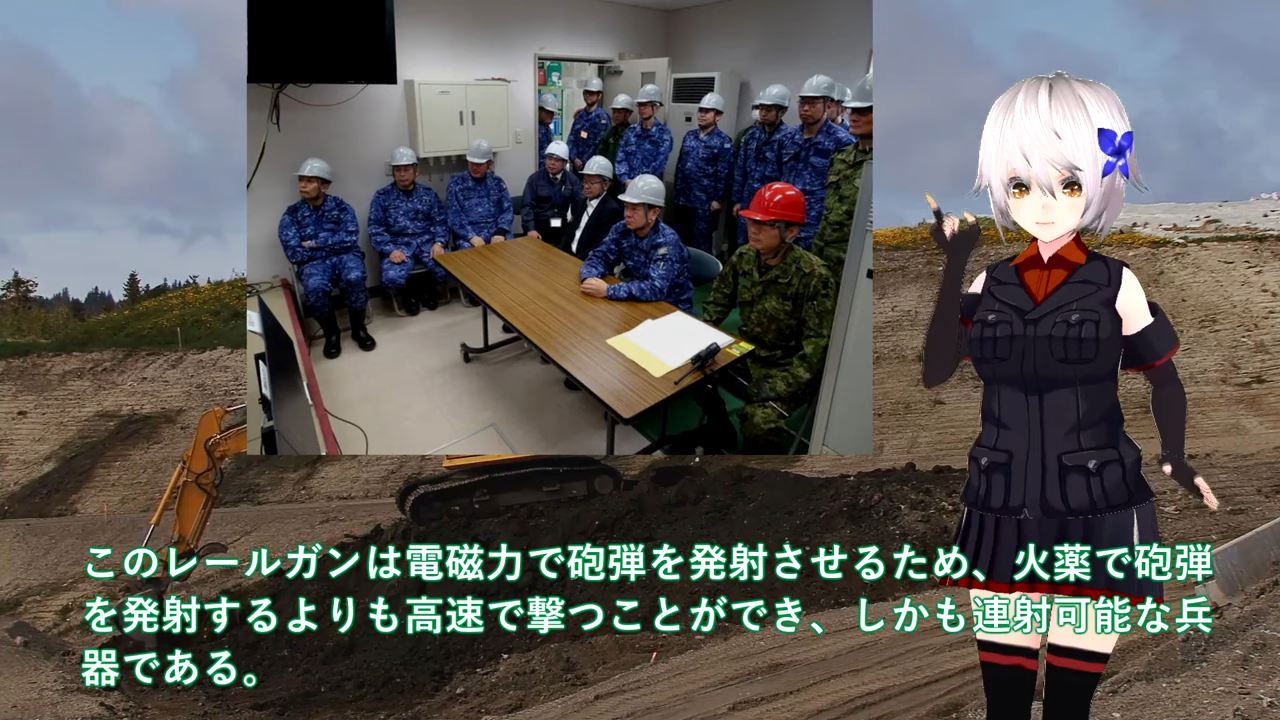 このレールガンは電磁力で砲弾を発射させるため、火薬で砲弾
を発射するよりも高速で撃つことができ、しかも連射可能な兵
器である。